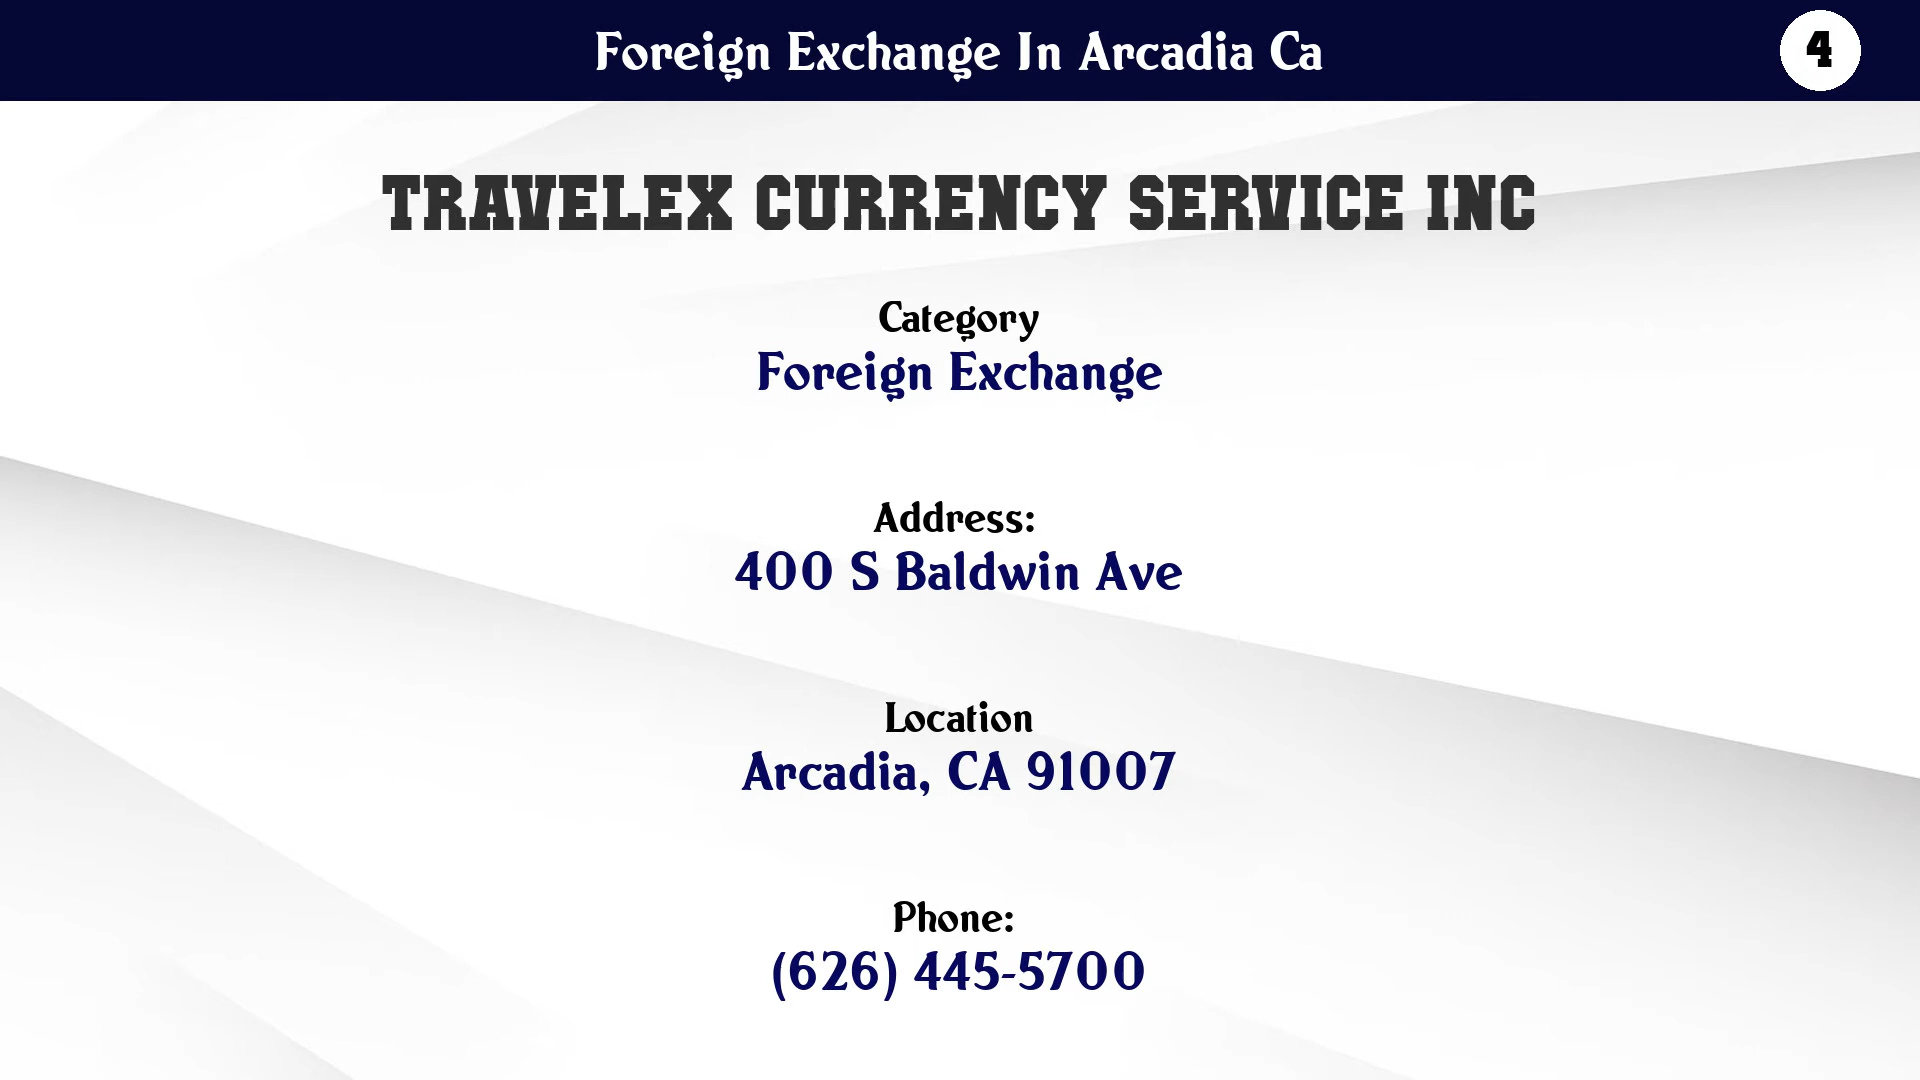 Foreign Exchange In Arcadia Ca
4
TRAVELEX CURRENCY SERVICE INC
Category
Foreign Exchange
Address:
400 S Baldwin Ave
Location
Arcadia, CA 91007
Phone:
(626) 445-5700